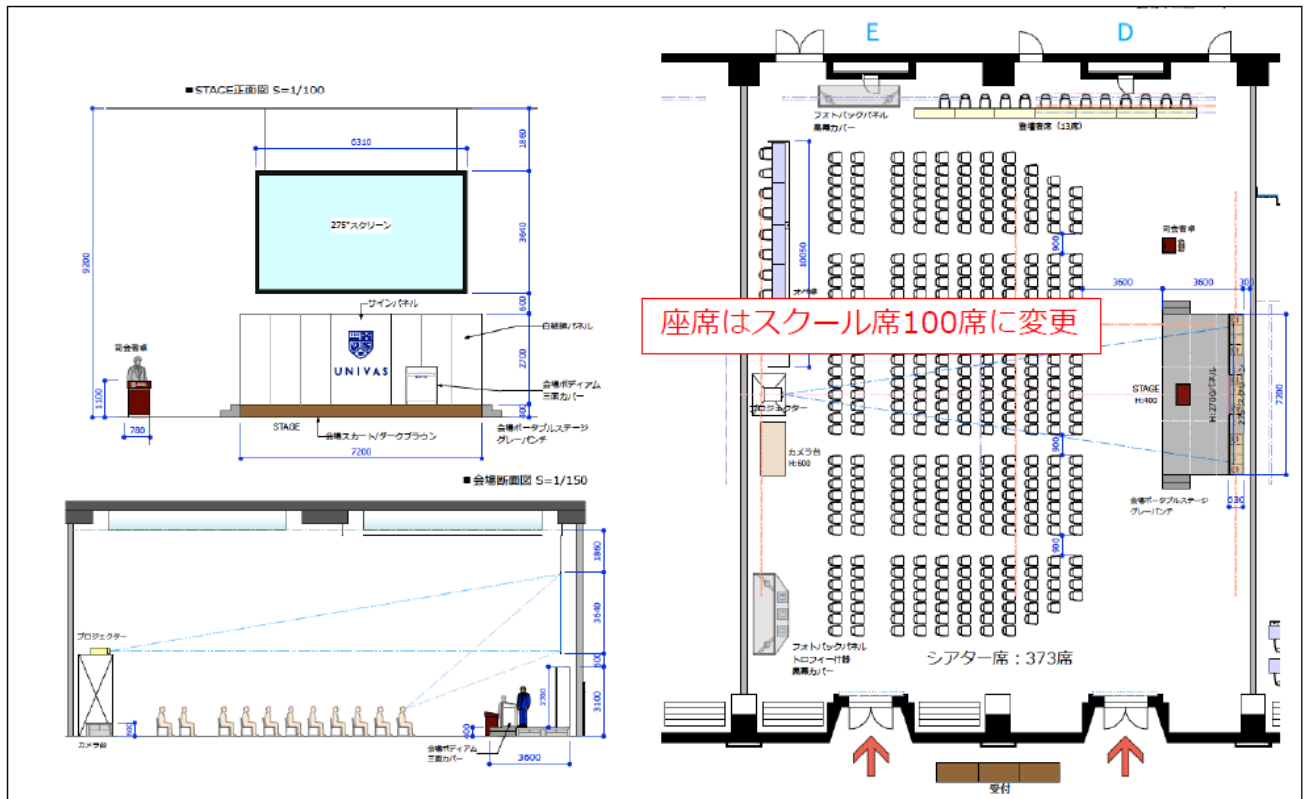 ■STAGE正面図 S=1/100
6310
1860
275"スクリーン
3640
9200
600
サインパネル
白経師パネル
司会者卓
UNIVAS
2700
会場ポディアム
三面カバー
1100
400
780
STAGE
会場スカート/ダークブラウン
会場ポータブルステージ
グレーパンチ
7200
■会場断面図 S=1/150
1860
3640
プロジェクター
600
2700
3100
カメラ台
400
会場ポディアム
三面カバー
3600
E
D
フォトバックパネル
黒幕カバー
登壇者席（13席）
10050
900
司会者卓
オペ卓
3600
3600
300
座席はスクール席100席に変更
プロジェクター
STAGE
H:400
7200
カメラ台
H:600
900
会場ポータブルステージ
グレーパンチ
630
900
フォトバックパネル
トロフィー什器
黒幕カバー
シアター席：373席
受付